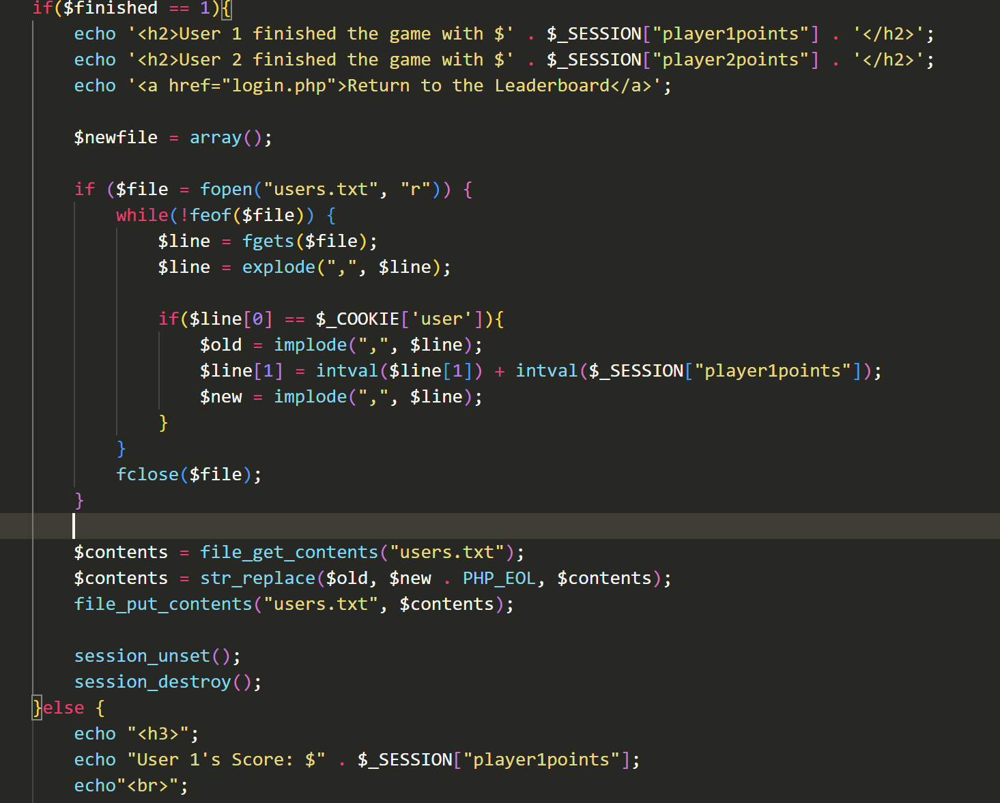 if($finished == 1){
    echo '<h2>User 1 finished the game with $' . $_SESSION["player1points"] . '</h2>';
    echo '<h2>User 2 finished the game with $' . $_SESSION["player2points"] . '</h2>';
    echo '<a href="login.php">Return to the Leaderboard</a>';

    $newfile = array();

    if ($file = fopen("users.txt", "r")) {
        while(!feof($file)) {
            $line = fgets($file);
            $line = explode(",", $line);

            if($line[0] == $_COOKIE['user']){
                $old = implode(",", $line);
                $line[1] = intval($line[1]) + intval($_SESSION["player1points"]);
                $new = implode(",", $line);
            }
        }
        fclose($file);
    }

    $contents = file_get_contents("users.txt");
    $contents = str_replace($old, $new . PHP_EOL, $contents);
    file_put_contents("users.txt", $contents);

    session_unset();
    session_destroy();
}else {
    echo "<h3>";
    echo "User 1's Score: $" . $_SESSION["player1points"];
    echo"<br>";